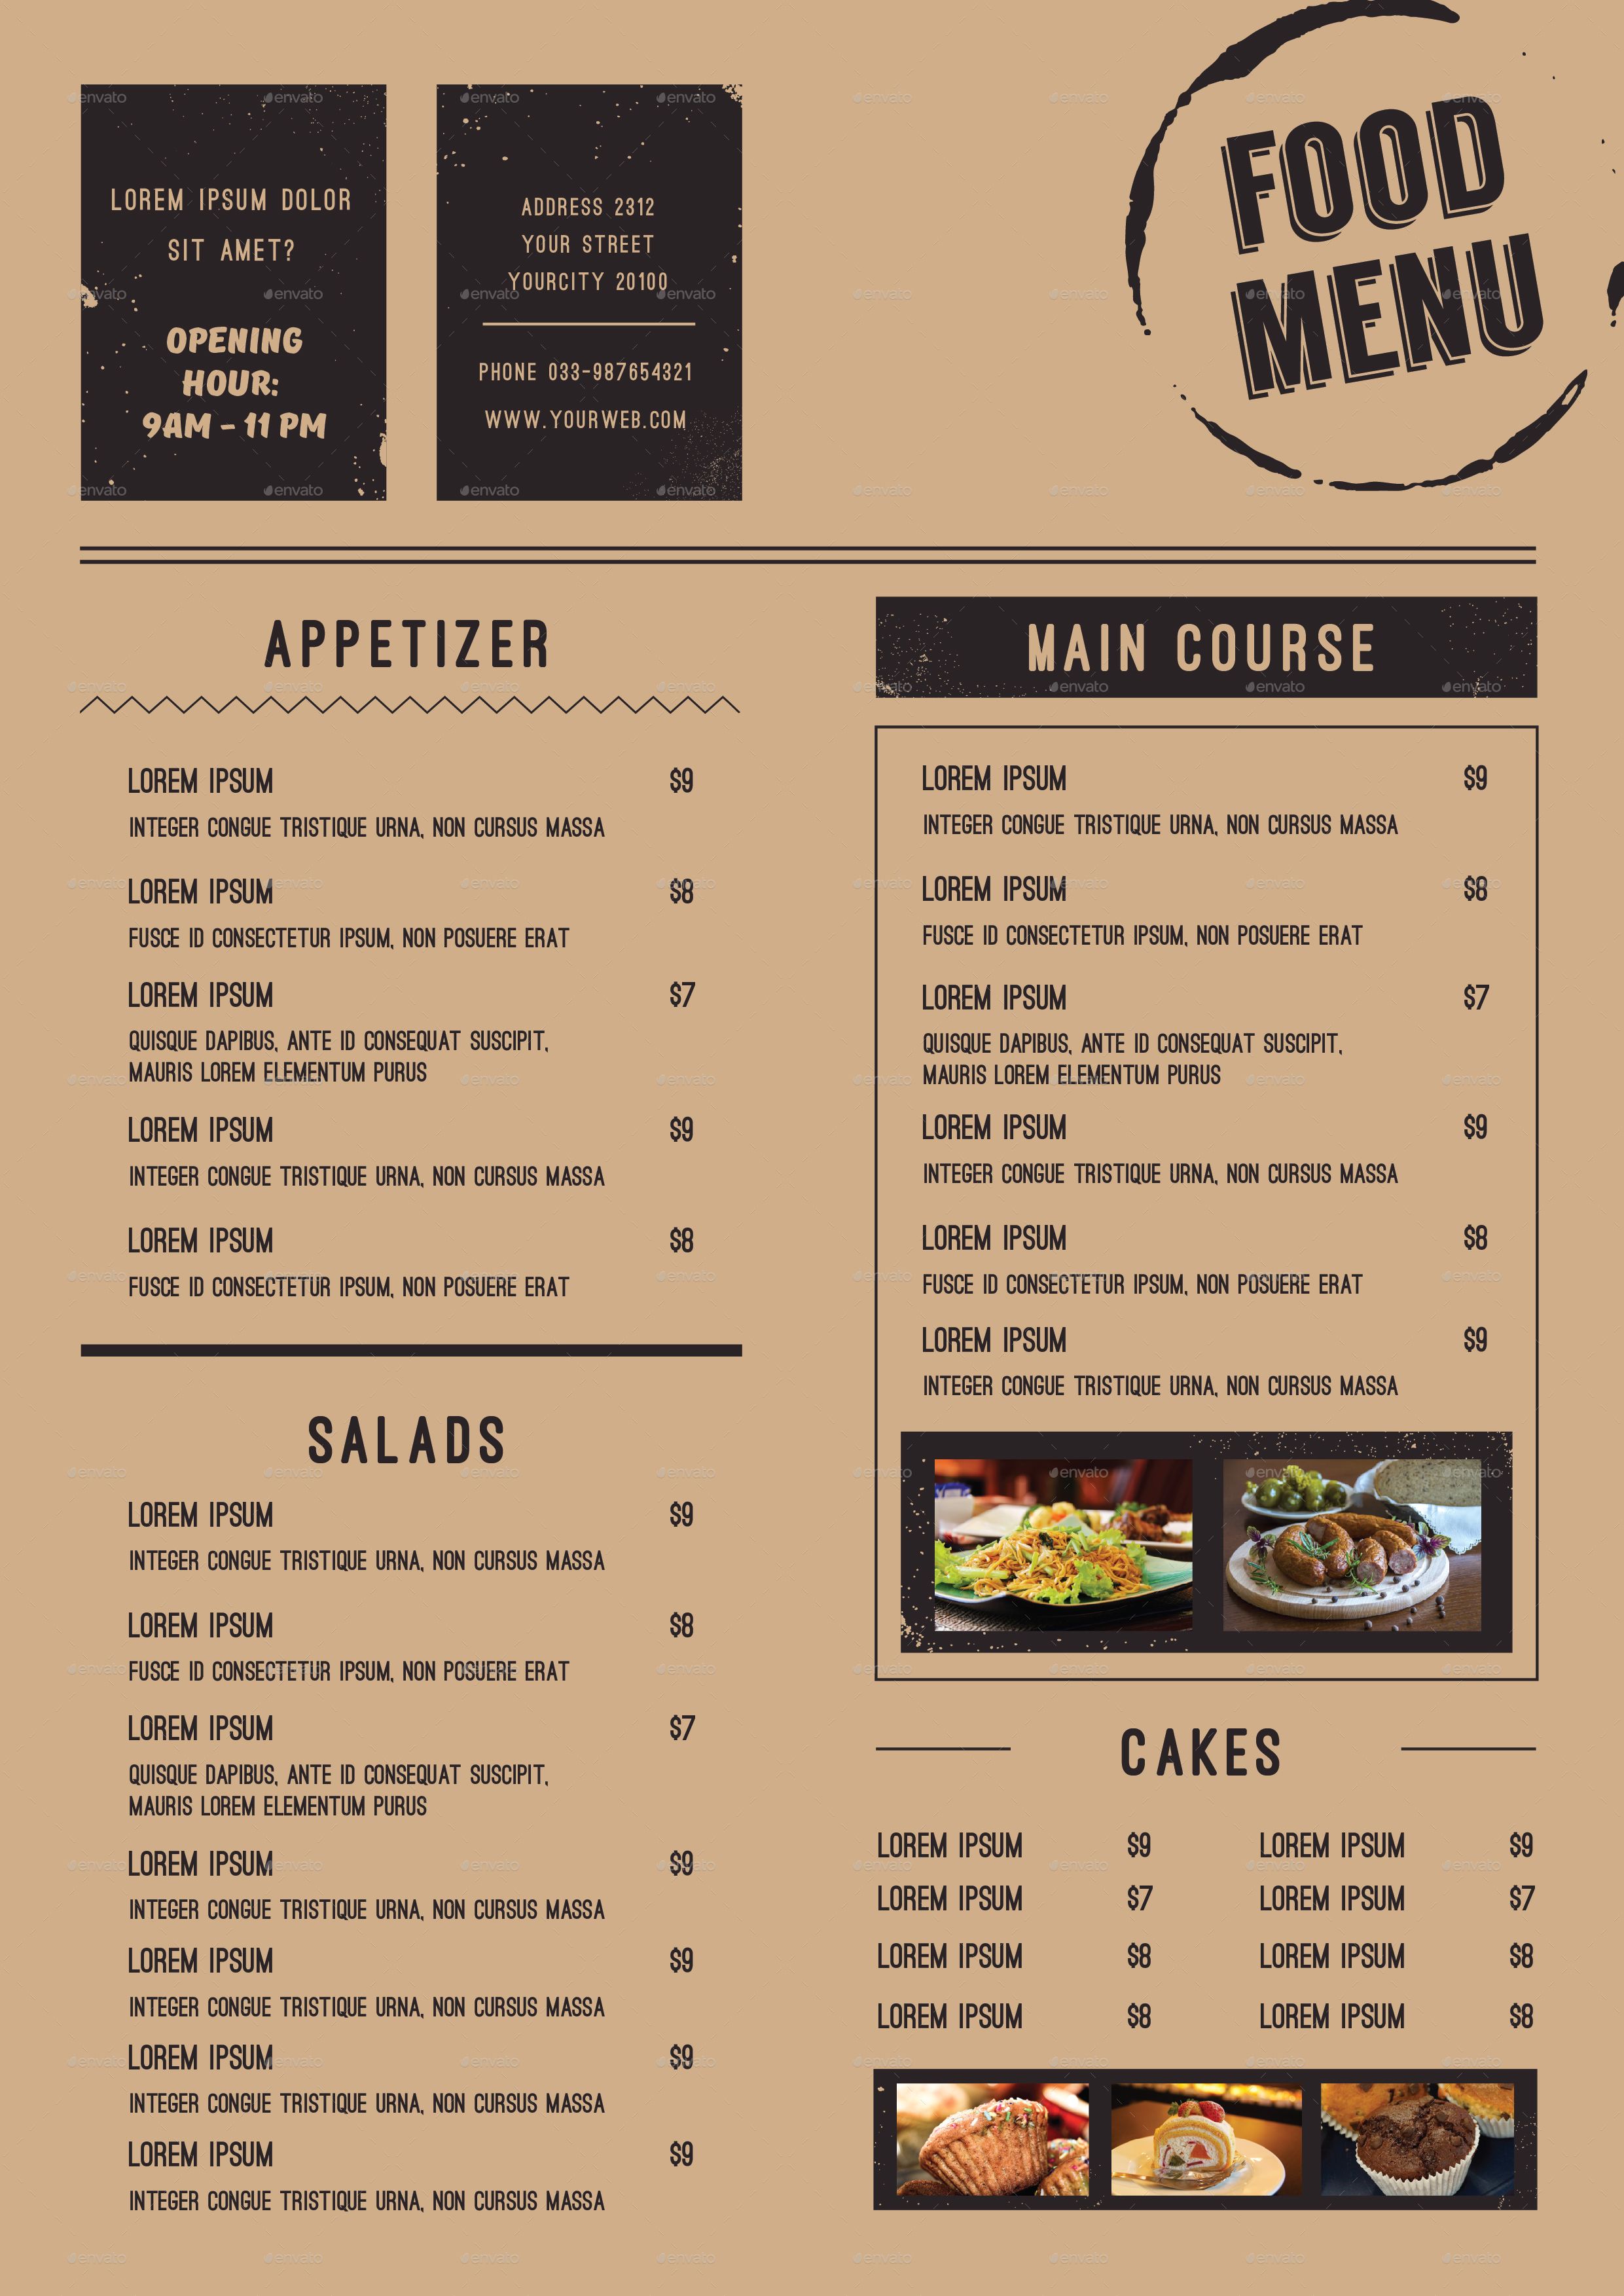 LOREM IPSUM DOLOR
SIT AMET?
OPENING
HOUR:
9AM – 11 PM
ADDRESS 2312
YOUR STREET
YOURCITY 20100
PHONE 033-987654321
WWW.YOURWEB.COM
FOOD
MENU
APPETIZER
LOREM IPSUM $9
INTEGER CONGUE TRISTIQUE URNA, NON CURSUS MASSA
LOREM IPSUM $8
FUSCE ID CONSECTETUR IPSUM, NON POSUERE ERAT
LOREM IPSUM $7
QUISQUE DAPIBUS, ANTE ID CONSEQUAT SUSCIPIT,
MAURIS LOREM ELEMENTUM PURUS
LOREM IPSUM $9
INTEGER CONGUE TRISTIQUE URNA, NON CURSUS MASSA
LOREM IPSUM $8
FUSCE ID CONSECTETUR IPSUM, NON POSUERE ERAT
SALADS
LOREM IPSUM $9
INTEGER CONGUE TRISTIQUE URNA, NON CURSUS MASSA
LOREM IPSUM $8
FUSCE ID CONSECTETUR IPSUM, NON POSUERE ERAT
LOREM IPSUM $7
QUISQUE DAPIBUS, ANTE ID CONSEQUAT SUSCIPIT,
MAURIS LOREM ELEMENTUM PURUS
LOREM IPSUM $9
INTEGER CONGUE TRISTIQUE URNA, NON CURSUS MASSA
LOREM IPSUM $9
INTEGER CONGUE TRISTIQUE URNA, NON CURSUS MASSA
LOREM IPSUM $9
INTEGER CONGUE TRISTIQUE URNA, NON CURSUS MASSA
LOREM IPSUM $9
INTEGER CONGUE TRISTIQUE URNA, NON CURSUS MASSA
MAIN COURSE
LOREM IPSUM $9
INTEGER CONGUE TRISTIQUE URNA, NON CURSUS MASSA
LOREM IPSUM $8
FUSCE ID CONSECTETUR IPSUM, NON POSUERE ERAT
LOREM IPSUM $7
QUISQUE DAPIBUS, ANTE ID CONSEQUAT SUSCIPIT,
MAURIS LOREM ELEMENTUM PURUS
LOREM IPSUM $9
INTEGER CONGUE TRISTIQUE URNA, NON CURSUS MASSA
LOREM IPSUM $8
FUSCE ID CONSECTETUR IPSUM, NON POSUERE ERAT
LOREM IPSUM $9
INTEGER CONGUE TRISTIQUE URNA, NON CURSUS MASSA
CAKES
LOREM IPSUM $9 LOREM IPSUM $9
LOREM IPSUM $7 LOREM IPSUM $7
LOREM IPSUM $8 LOREM IPSUM $8
LOREM IPSUM $8 LOREM IPSUM $8
envato